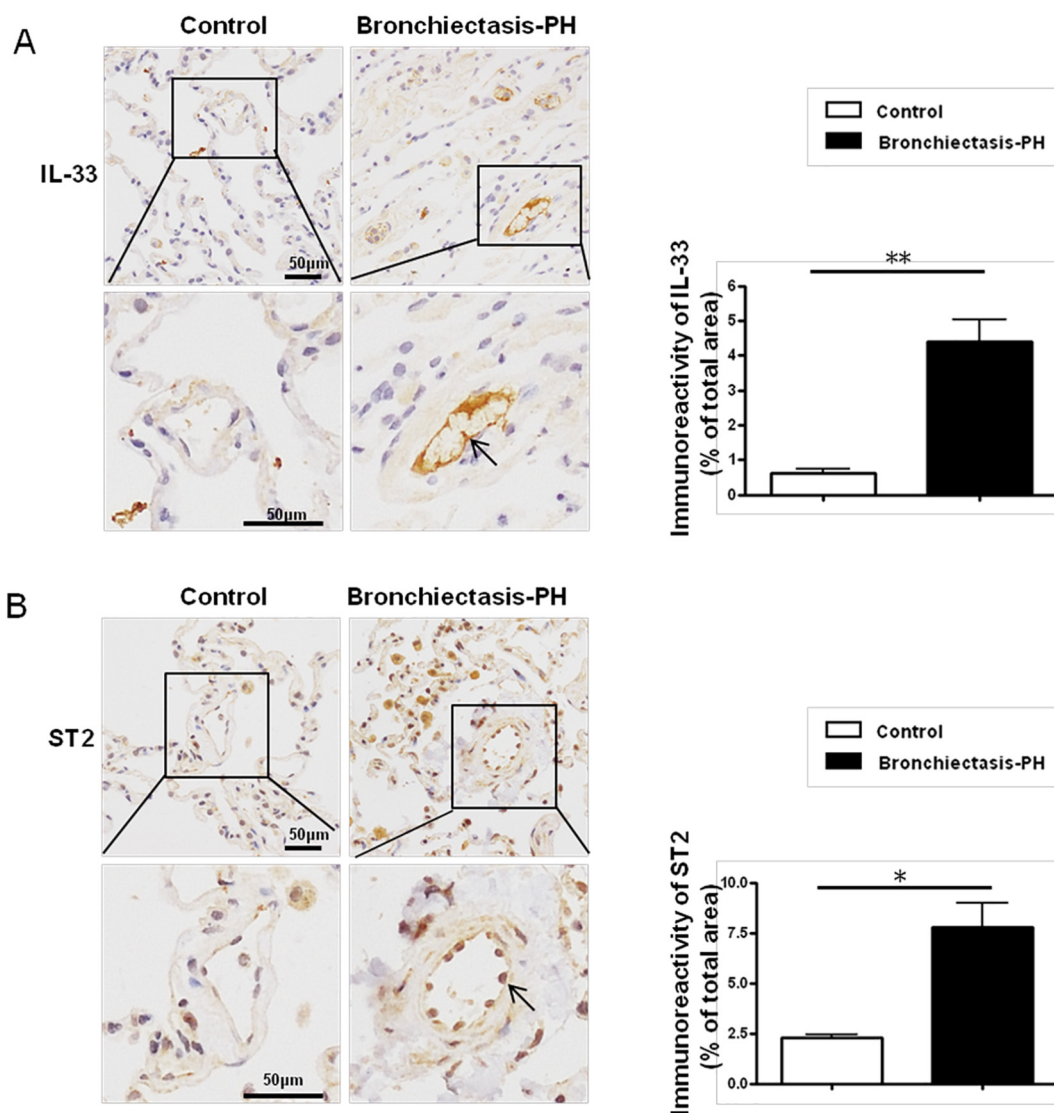 A
Control
Bronchiectasis-PH
IL-33
50μm
50μm
Control
Bronchiectasis-PH
**
Immunoreactivity of IL-33
(% of total area)
6
5
4
3
2
1
0
B
Control
Bronchiectasis-PH
ST2
50μm
50μm
Control
Bronchiectasis-PH
*
Immunoreactivity of ST2
(% of total area)
10.0
7.5
5.0
2.5
0.0